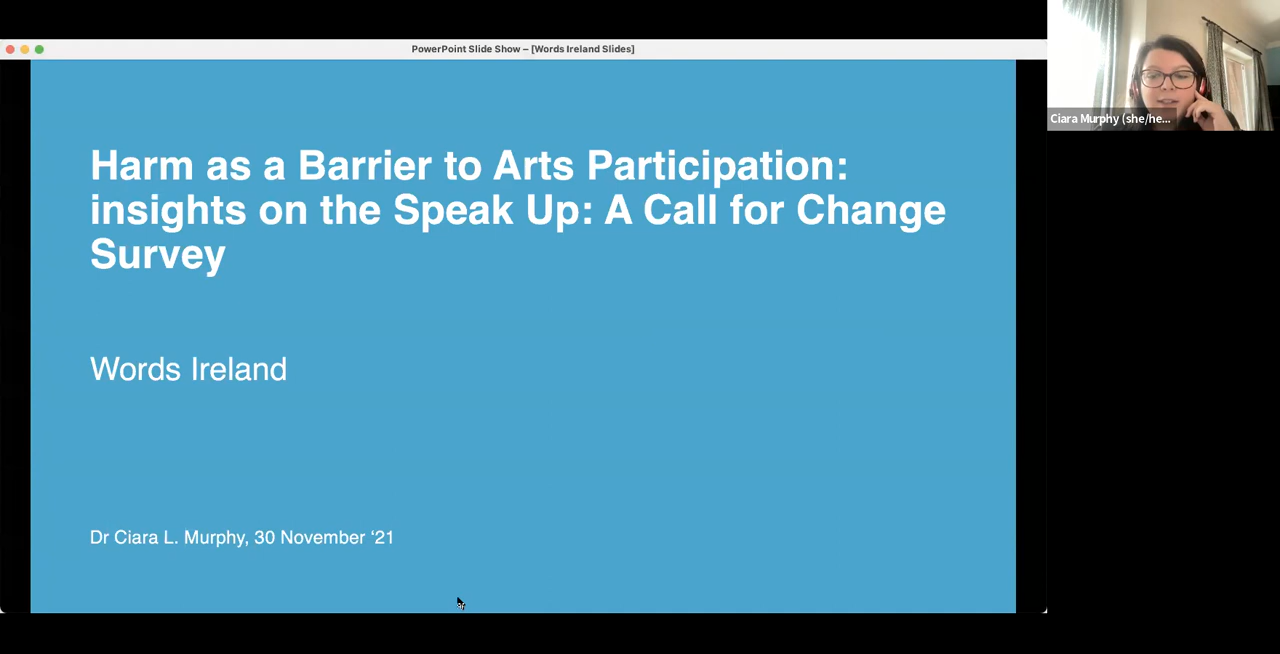 PowerPoint Slide Show – [Words Ireland Slides]
Harm as a Barrier to Arts Participation:
insights on the Speak Up: A Call for Change
Survey
Words Ireland
Dr Ciara L. Murphy, 30 November ‘21
Ciara Murphy (she/he...